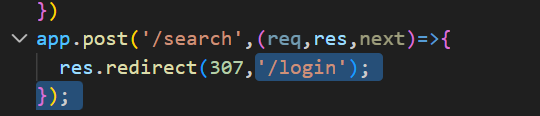 })
app.post('/search',(req,res,next)=>{
res.redirect(307,'/login');
});